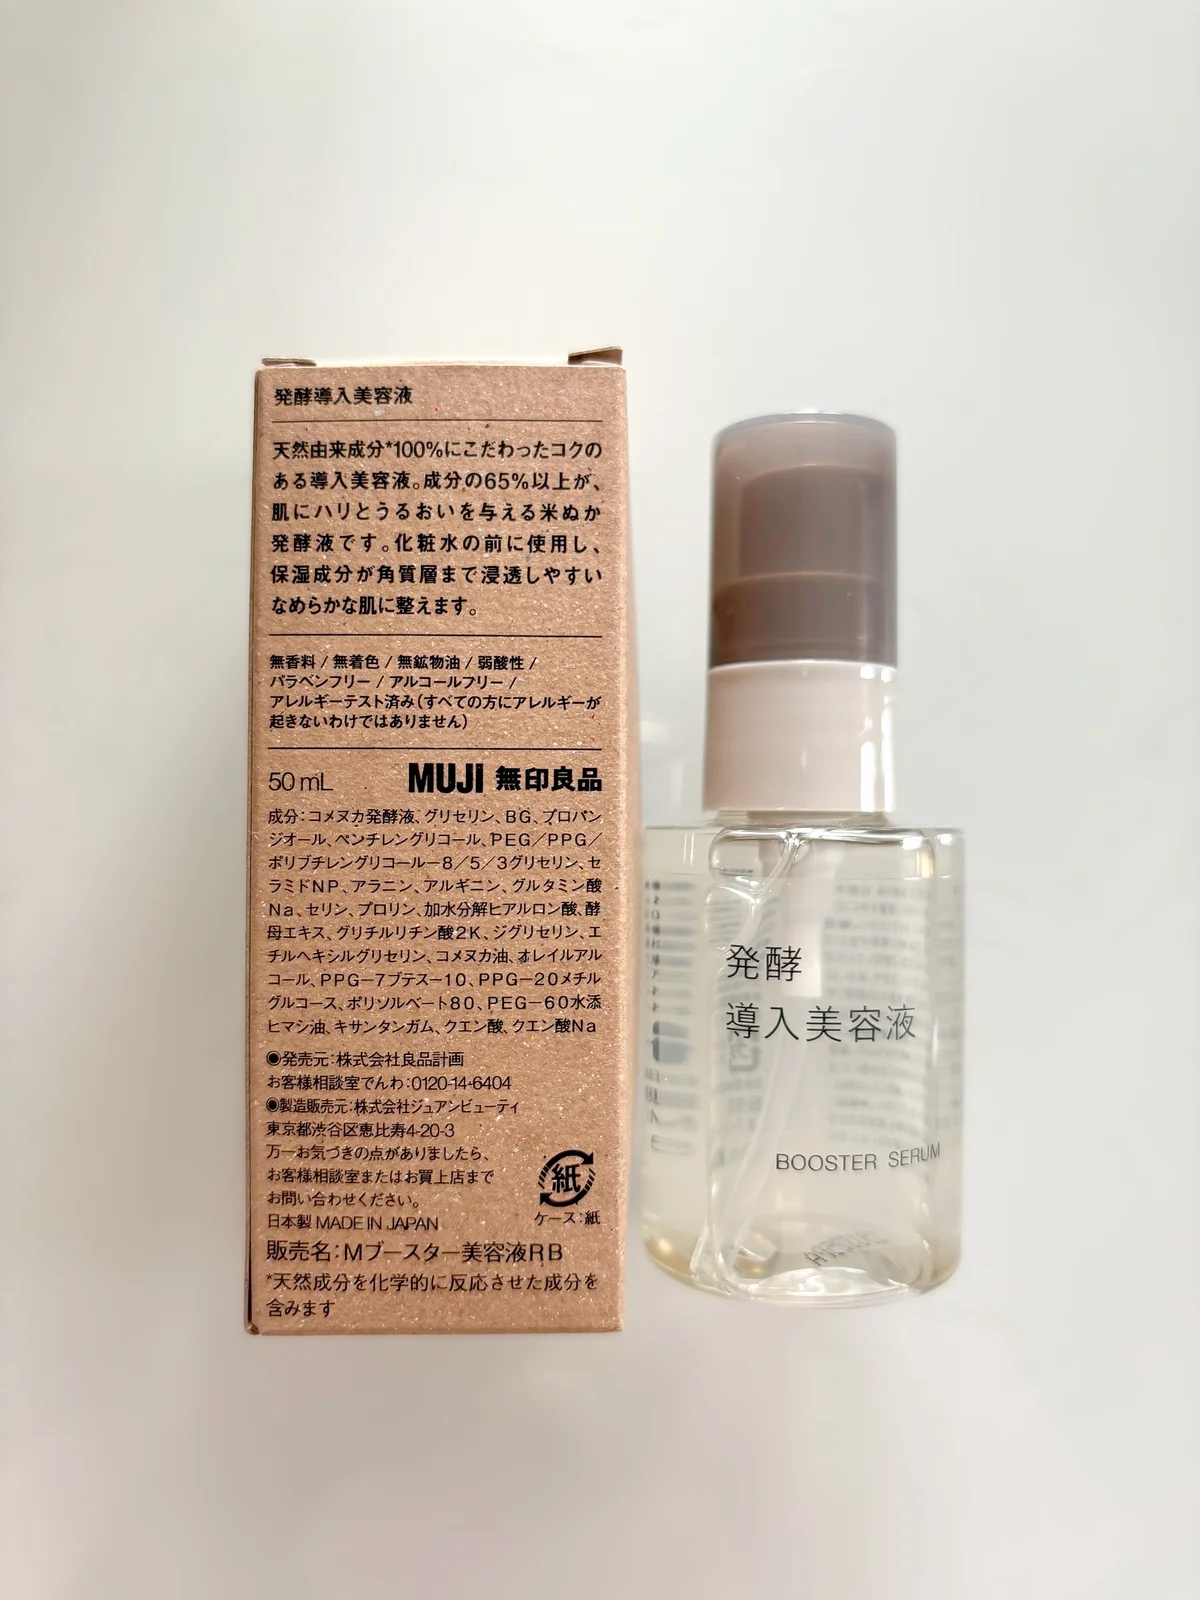 発酵導入美容液
天然由来成分*100%にこだわったコクの
ある導入美容液。成分の65%以上が、
肌にハリとうるおいを与える米ぬか
発酵液です。化粧水の前に使用し、
保湿成分が角質層まで浸透しやすい
なめらかな肌に整えます。
無香料 / 無着色 / 無鉱物油 / 弱酸性 /
パラベンフリー / アルコールフリー /
アレルギーテスト済み(すべての方にアレルギーが
起きないわけではありません)
50 mL MUJI 無印良品
成分:コメヌカ発酵液、グリセリン、BG、プロパン
ジオール、ペンチレングリコール、PEG/PPG/
ポリブチレングリコール-8/5/3グリセリン、セ
ラミドNP、アラニン、アルギニン、グルタミン酸
Na、セリン、プロリン、加水分解ヒアルロン酸、酵
母エキス、グリチルリチン酸2K、ジグリセリン、エ
チルヘキシルグリセリン、コメヌカ油、オレイルアル
コール、PPG-7ブテス-10、PPG-20メチル
グルコース、ポリソルベート80、PEG-60水添
ヒマシ油、キサンタンガム、クエン酸、クエン酸Na
◉発売元:株式会社良品計画
お客様相談室でんわ:0120-14-6404
◉製造販売元:株式会社ジュアンビューティ
東京都渋谷区恵比寿4-20-3
万一お気づきの点がありましたら、
お客様相談室またはお買上店まで
お問い合わせください。
日本製 MADE IN JAPAN
紙
ケース:紙
販売名:Mブースター美容液RB
*天然成分を化学的に反応させた成分を
含みます
発酵
導入美容液
BOOSTER SERUM